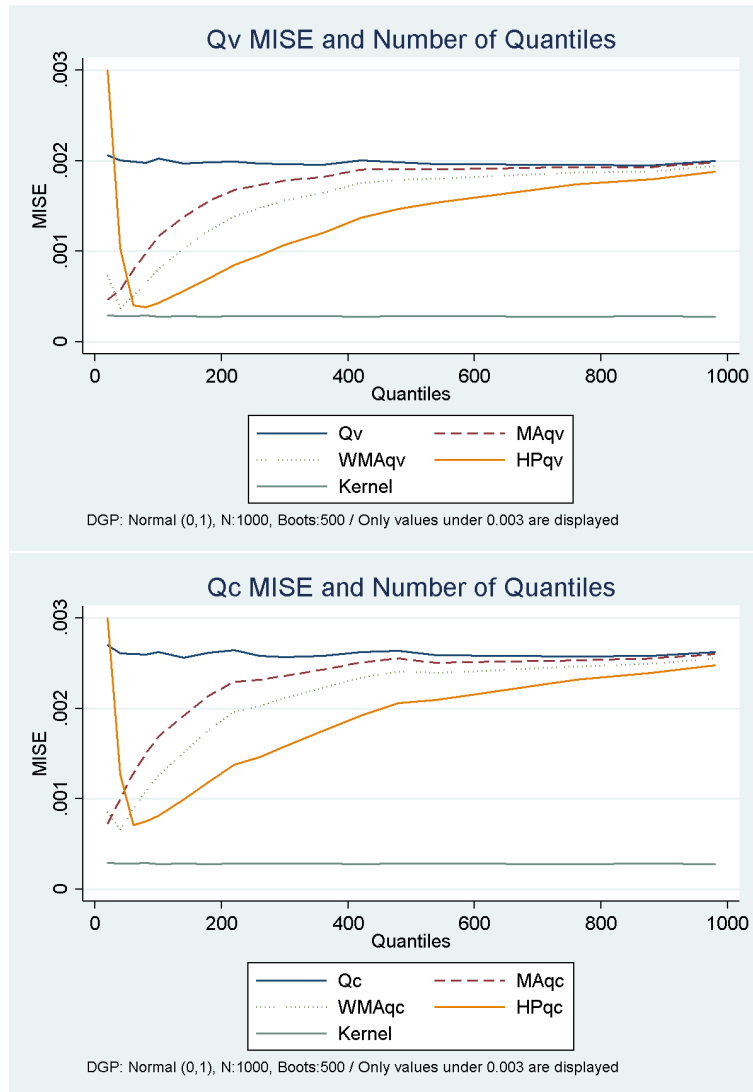 Qv MISE and Number of Quantiles
.003
.002
.001
0
MISE
0 200 400 600 800 1000
Quantiles
Qv MAqv
WMAqv HPqv
Kernel
DGP: Normal (0,1), N:1000, Boots:500 / Only values under 0.003 are displayed
Qc MISE and Number of Quantiles
.003
.002
.001
0
MISE
0 200 400 600 800 1000
Quantiles
Qc MAqc
WMAqc HPqc
Kernel
DGP: Normal (0,1), N:1000, Boots:500 / Only values under 0.003 are displayed